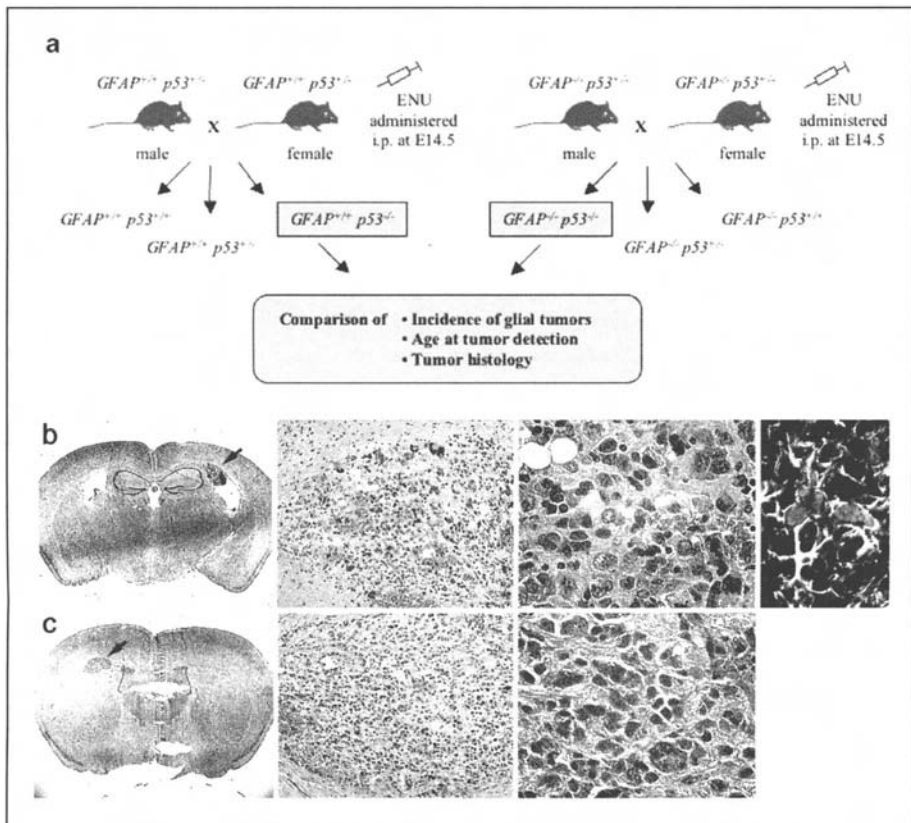 a
GFAP+/+ p53+/-
GFAP+/+ p53+/-
X
male
female
ENU
administered
i.p. at E14.5
GFAP+/+ p53+/+
GFAP+/+ p53+/-
GFAP+/+ p53-/-
GFAP-/- p53+/-
GFAP-/- p53+/-
X
male
female
ENU
administered
i.p. at E14.5
GFAP-/- p53-/-
GFAP-/- p53+/-
GFAP-/- p53+/+
Comparison of • Incidence of glial tumors
• Age at tumor detection
• Tumor histology
b
c